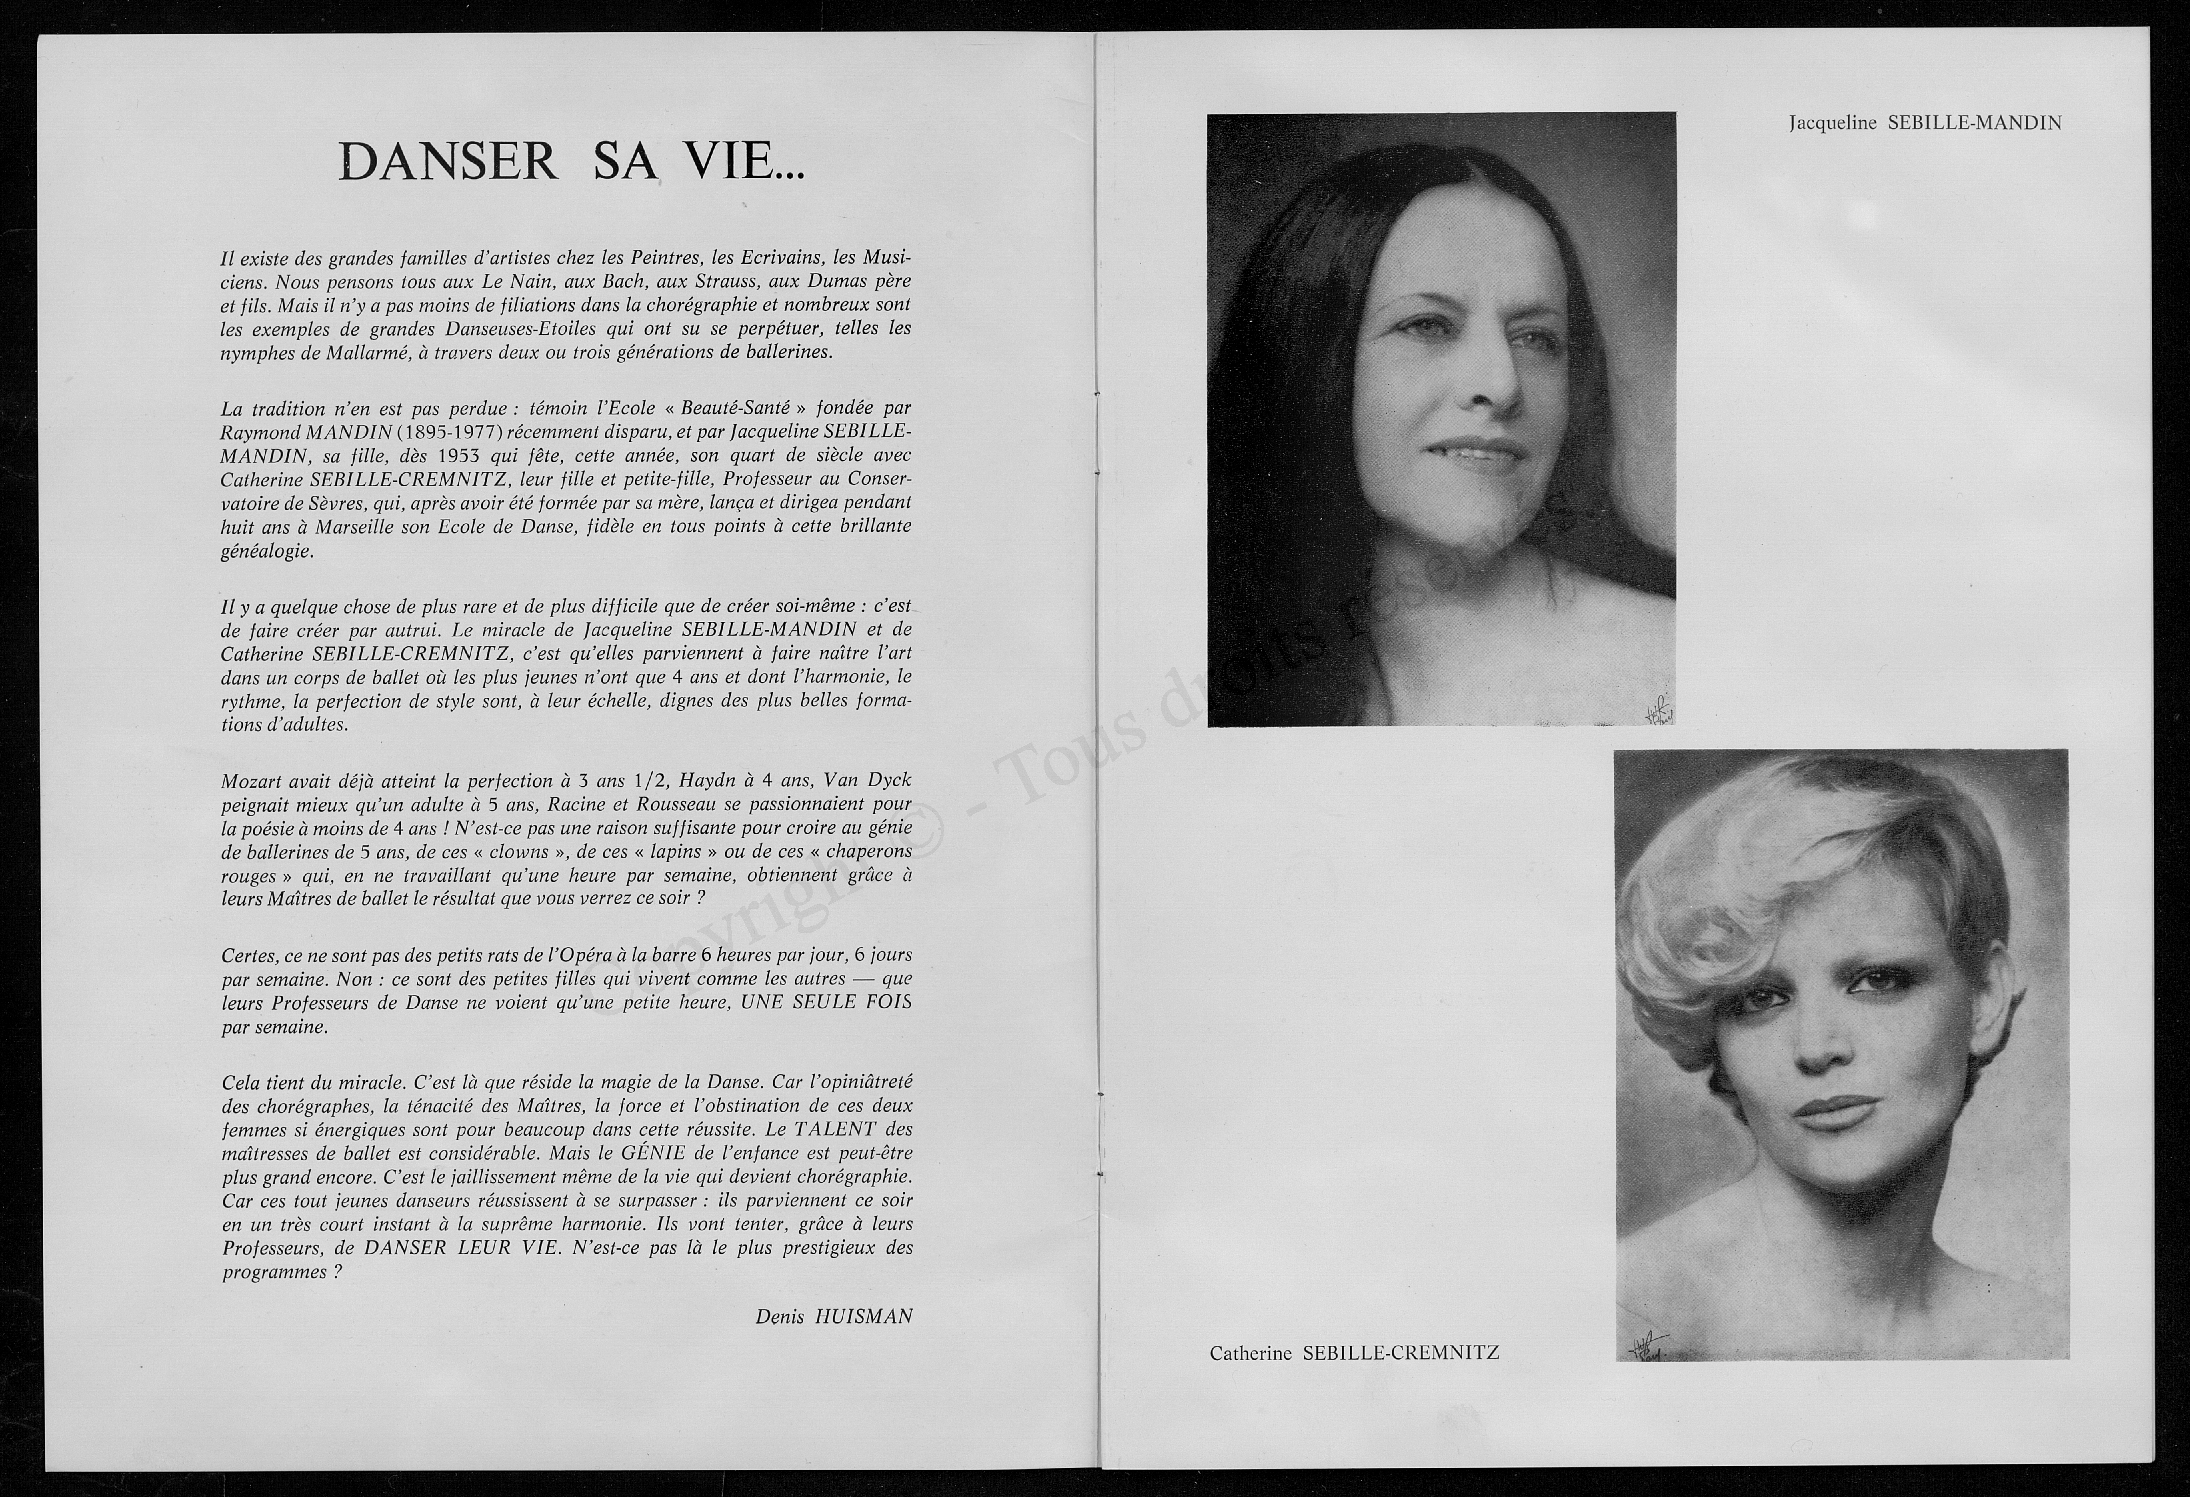 DANSER SA VIE...
Il existe des grandes familles d'artistes chez les Peintres, les Ecrivains, les Musi-
ciens. Nous pensons tous aux Le Nain, aux Bach, aux Strauss, aux Dumas père
et fils. Mais il n'y a pas moins de filiations dans la chorégraphie et nombreux sont
les exemples de grandes Danseuses-Etoiles qui ont su se perpétuer, telles les
nymphes de Mallarmé, à travers deux ou trois générations de ballerines.
La tradition n'en est pas perdue : témoin l'Ecole « Beauté-Santé » fondée par
Raymond MANDIN (1895-1977) récemment disparu, et par Jacqueline SEBILLE-
MANDIN, sa fille, dès 1953 qui fête, cette année, son quart de siècle avec
Catherine SEBILLE-CREMNITZ, leur fille et petite-fille, Professeur au Conser-
vatoire de Sèvres, qui, après avoir été formée par sa mère, lança et dirigea pendant
huit ans à Marseille son Ecole de Danse, fidèle en tous points à cette brillante
généalogie.
Il y a quelque chose de plus rare et de plus difficile que de créer soi-même : c'est
de faire créer par autrui. Le miracle de Jacqueline SEBILLE-MANDIN et de
Catherine SEBILLE-CREMNITZ, c'est qu'elles parviennent à faire naître l'art
dans un corps de ballet où les plus jeunes n'ont que 4 ans et dont l'harmonie, le
rythme, la perfection de style sont, à leur échelle, dignes des plus belles forma-
tions d'adultes.
Mozart avait déjà atteint la perfection à 3 ans 1/2, Haydn à 4 ans, Van Dyck
peignait mieux qu'un adulte à 5 ans, Racine et Rousseau se passionnaient pour
la poésie à moins de 4 ans ! N'est-ce pas une raison suffisante pour croire au génie
de ballerines de 5 ans, de ces « clowns », de ces « lapins » ou de ces « chaperons
rouges » qui, en ne travaillant qu'une heure par semaine, obtiennent grâce à
leurs Maîtres de ballet le résultat que vous verrez ce soir ?
Certes, ce ne sont pas des petits rats de l'Opéra à la barre 6 heures par jour, 6 jours
par semaine. Non : ce sont des petites filles qui vivent comme les autres — que
leurs Professeurs de Danse ne voient qu'une petite heure, UNE SEULE FOIS
par semaine.
Cela tient du miracle. C'est là que réside la magie de la Danse. Car l'opiniâtreté
des chorégraphes, la ténacité des Maîtres, la force et l'obstination de ces deux
femmes si énergiques sont pour beaucoup dans cette réussite. Le TALENT des
maîtresses de ballet est considérable. Mais le GÉNIE de l'enfance est peut-être
plus grand encore. C'est le jaillissement même de la vie qui devient chorégraphie.
Car ces tout jeunes danseurs réussissent à se surpasser : ils parviennent ce soir
en un très court instant à la suprême harmonie. Ils vont tenter, grâce à leurs
Professeurs, de DANSER LEUR VIE. N'est-ce pas là le plus prestigieux des
programmes ?
Denis HUISMAN
Jacqueline SEBILLE-MANDIN
Catherine SEBILLE-CREMNITZ
Copyright © - Tous droits réservés